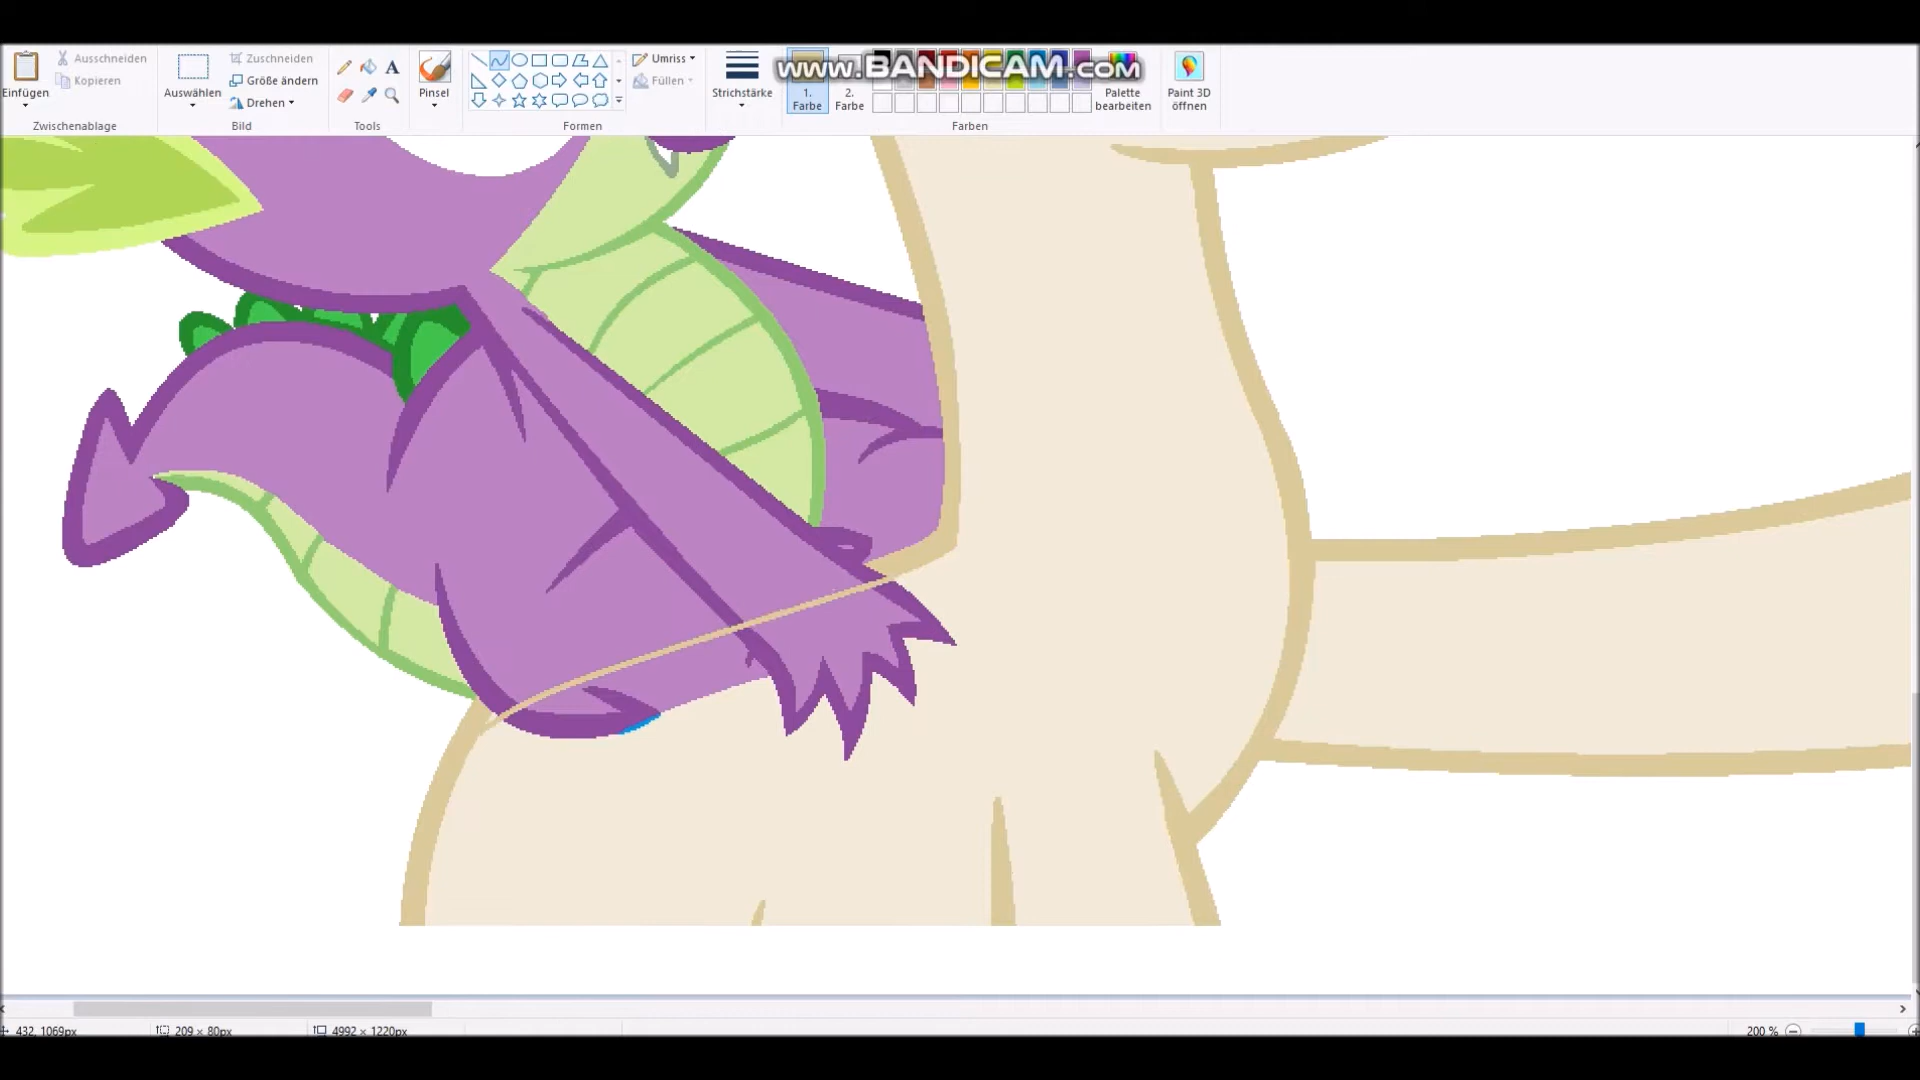 www.BANDICAM.com
Einfügen
Ausschneiden
Kopieren
Zwischenablage
Auswählen
Zuschneiden
Größe ändern
Drehen
Bild
A
Tools
Pinsel
Umriss
Füllen
Formen
Strichstärke
1.
Farbe
2.
Farbe
Palette
bearbeiten
Farben
Paint 3D
öffnen
432, 1069px
209 × 80px
4992 × 1220px
200 %